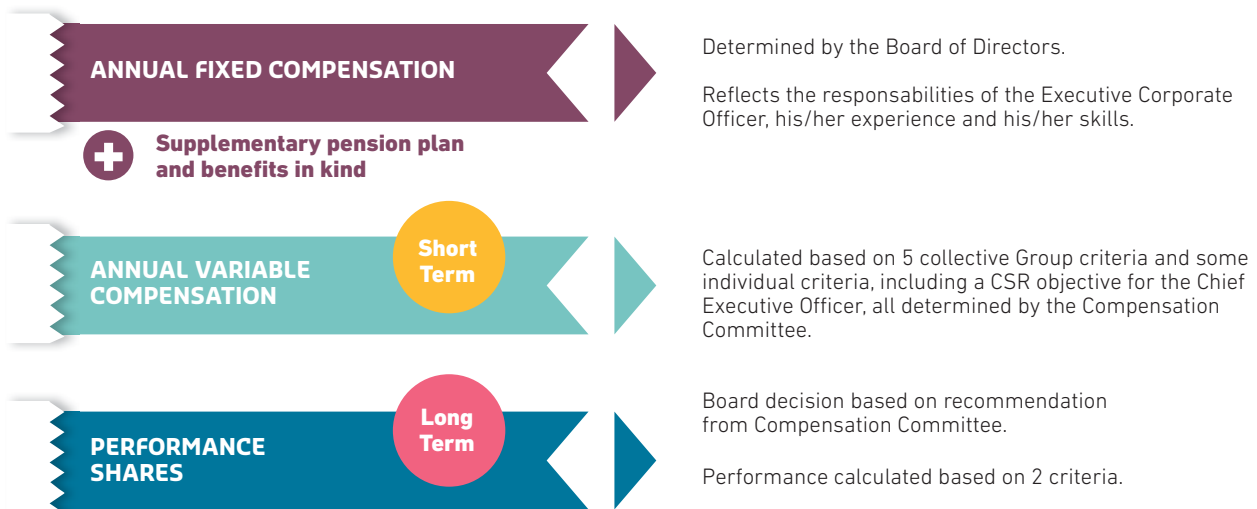 ANNUAL FIXED COMPENSATION
Determined by the Board of Directors.
Reflects the responsabilities of the Executive Corporate
Officer, his/her experience and his/her skills.
Supplementary pension plan
and benefits in kind
ANNUAL VARIABLE
COMPENSATION
Short
Term
Calculated based on 5 collective Group criteria and some
individual criteria, including a CSR objective for the Chief
Executive Officer, all determined by the Compensation
Committee.
PERFORMANCE
SHARES
Long
Term
Board decision based on recommendation
from Compensation Committee.
Performance calculated based on 2 criteria.